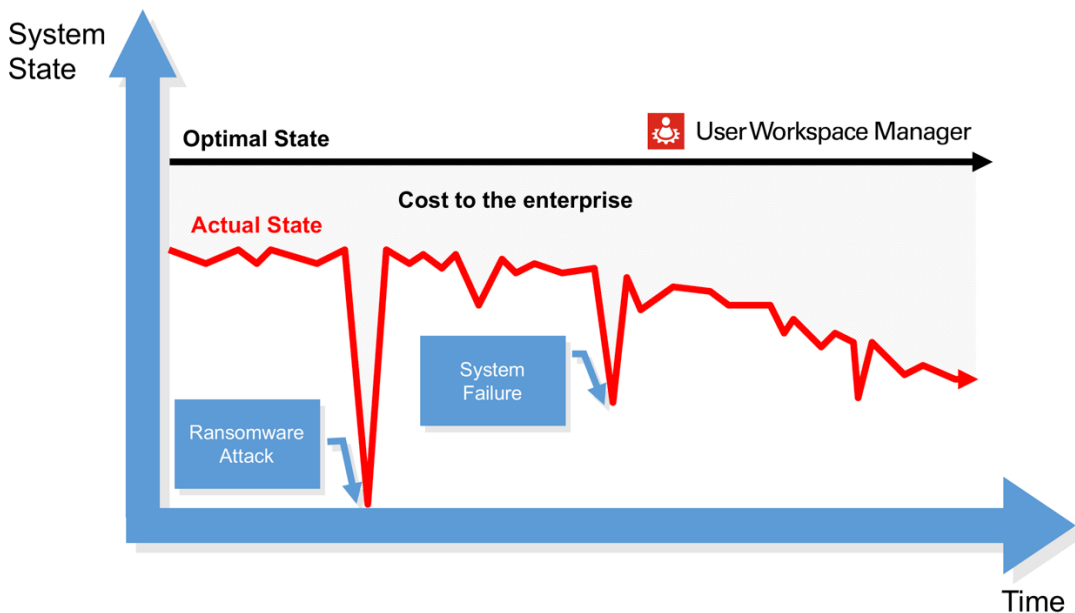 System
State
Optimal State
User Workspace Manager
Cost to the enterprise
Actual State
System
Failure
Ransomware
Attack
Time